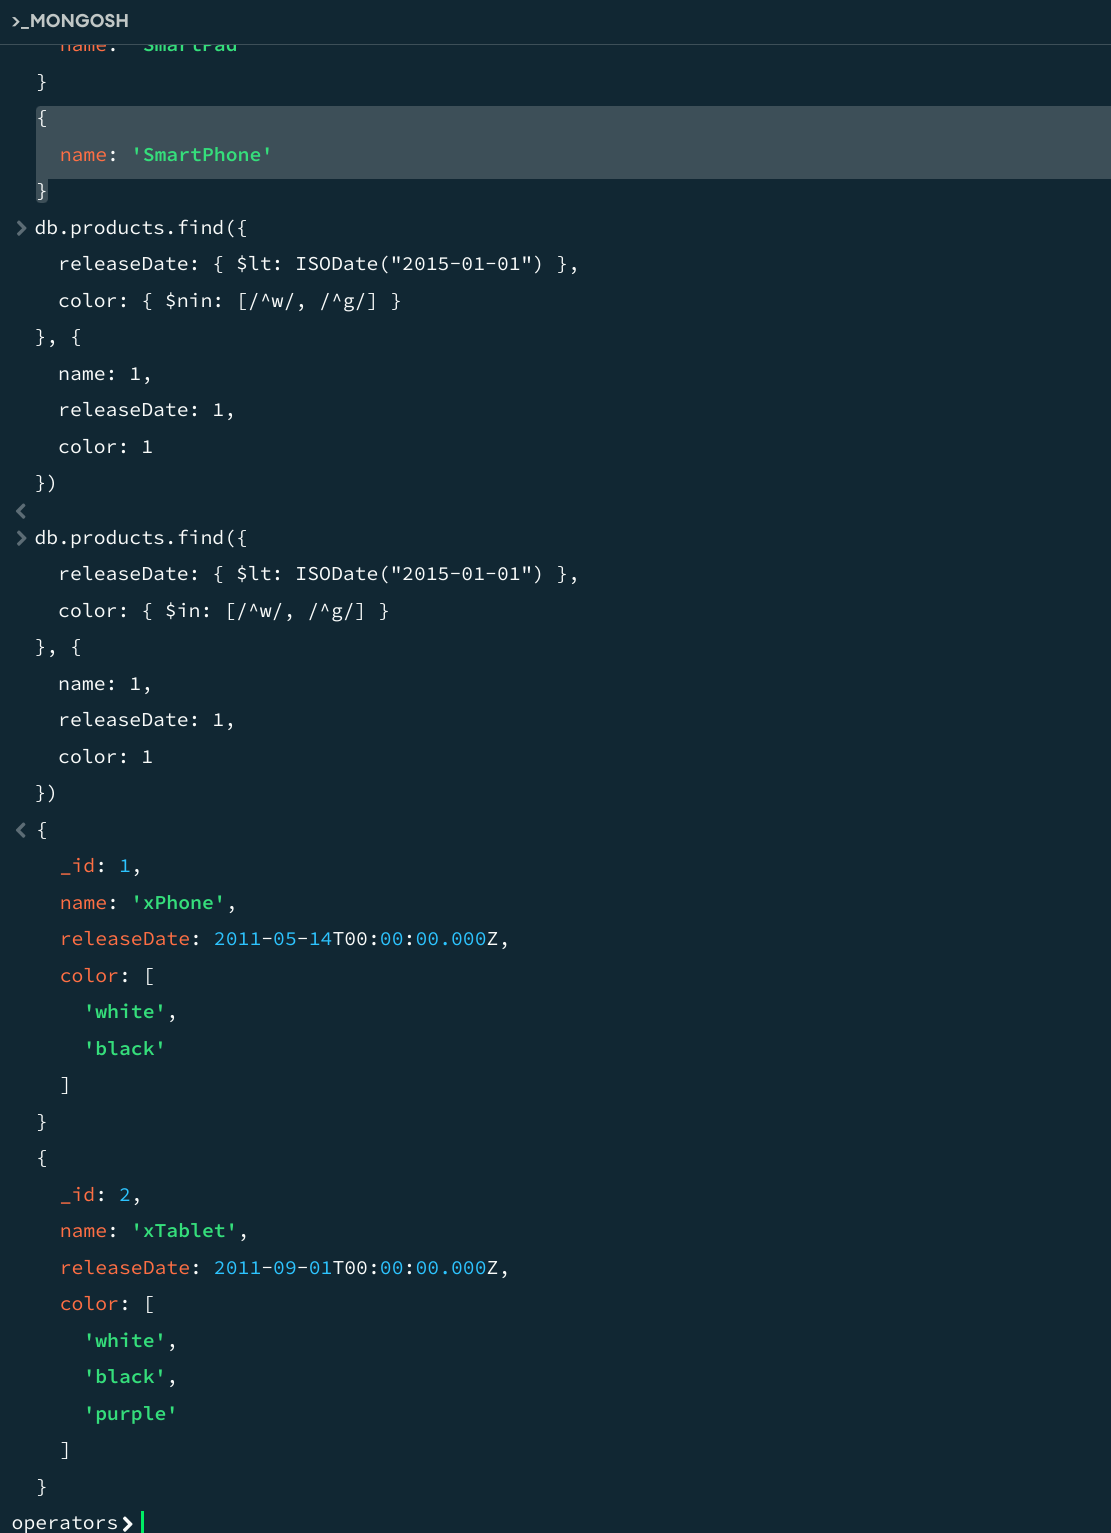 >_MONGOSH
name: 'SmartPad'
}
{
name: 'SmartPhone'
}
> db.products.find({
releaseDate: { $lt: ISODate("2015-01-01") },
color: { $nin: [/^w/, /^g/] }
}, {
name: 1,
releaseDate: 1,
color: 1
})
<
> db.products.find({
releaseDate: { $lt: ISODate("2015-01-01") },
color: { $in: [/^w/, /^g/] }
}, {
name: 1,
releaseDate: 1,
color: 1
})
< {
_id: 1,
name: 'xPhone',
releaseDate: 2011-05-14T00:00:00.000Z,
color: [
'white',
'black'
]
}
{
_id: 2,
name: 'xTablet',
releaseDate: 2011-09-01T00:00:00.000Z,
color: [
'white',
'black',
'purple'
]
}
operators>